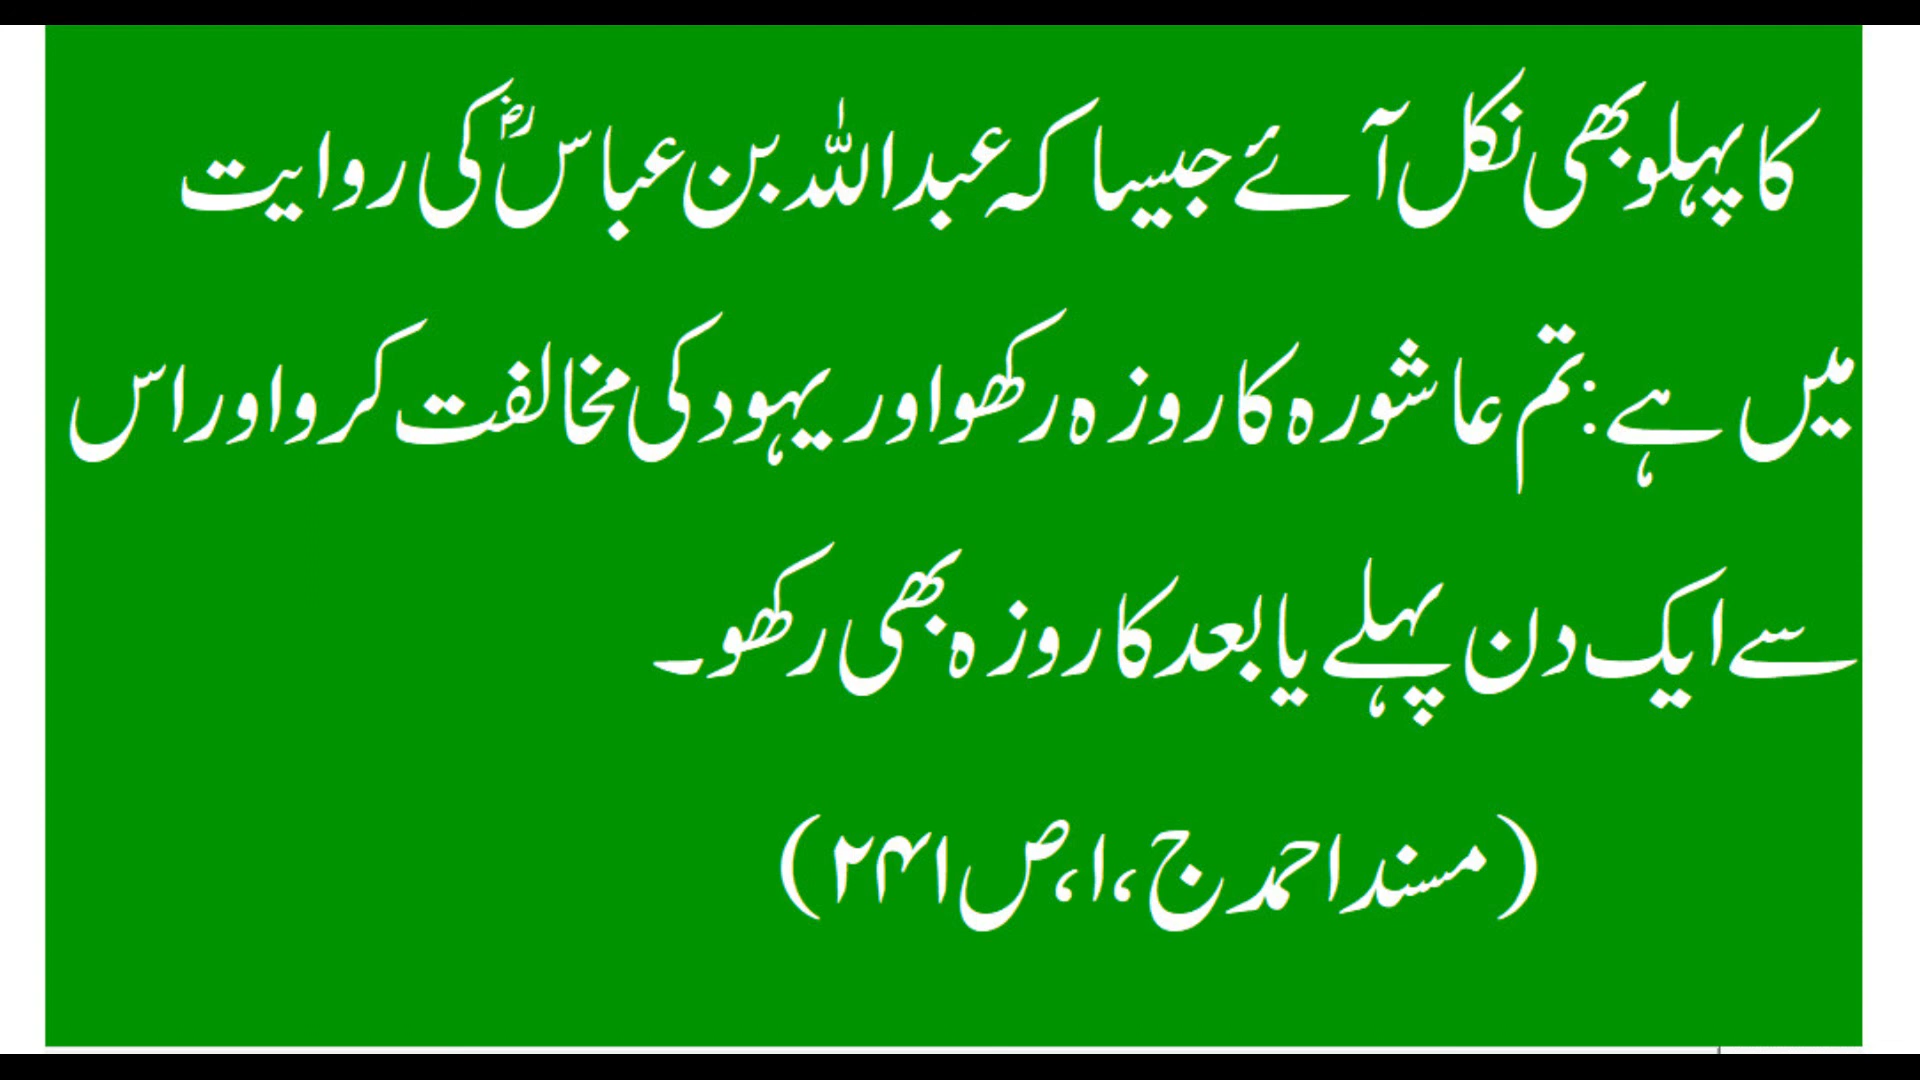 کا پہلو بھی نکل آئے جیسا کہ عبداللہ بن عباسؓ کی روایت
میں ہے: تم عاشورہ کا روزہ رکھو اور یہود کی مخالفت کرو اور اس
سے ایک دن پہلے یا بعد کا روزہ بھی رکھو۔
(مسند احمد ج،ا،ص ۲۴۱)